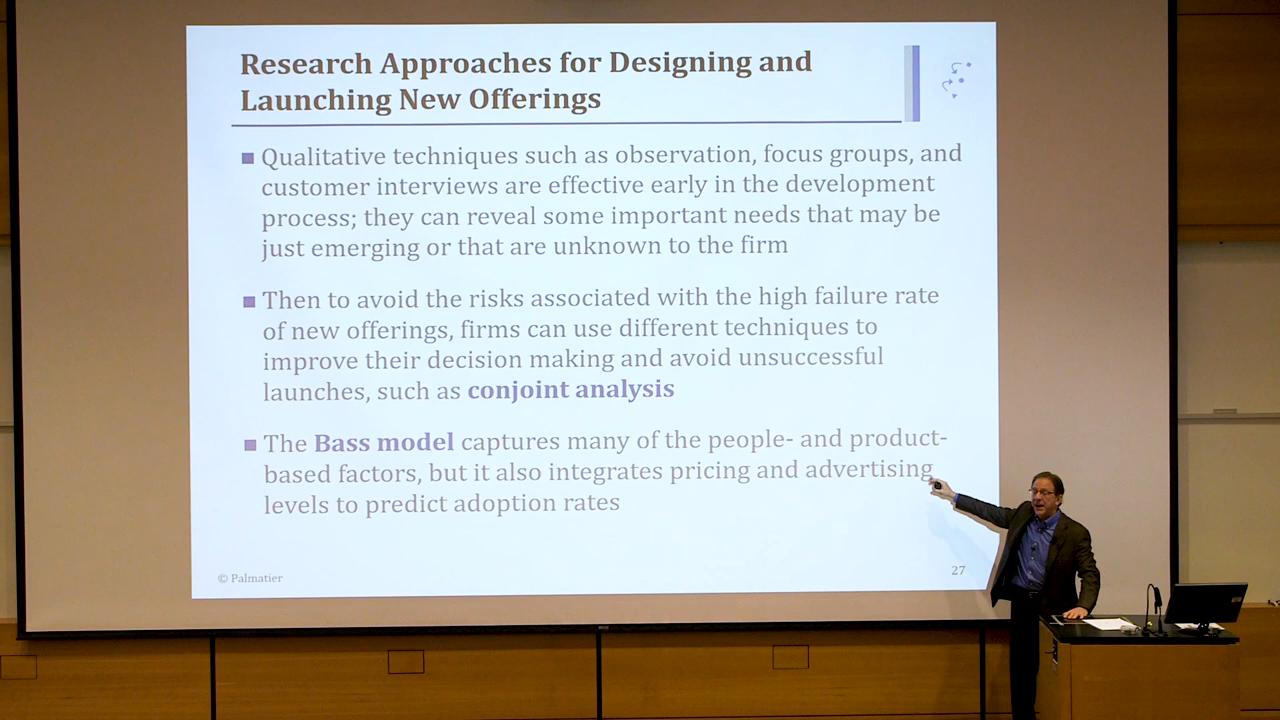 Research Approaches for Designing and
Launching New Offerings
■ Qualitative techniques such as observation, focus groups, and
customer interviews are effective early in the development
process; they can reveal some important needs that may be
just emerging or that are unknown to the firm
■ Then to avoid the risks associated with the high failure rate
of new offerings, firms can use different techniques to
improve their decision making and avoid unsuccessful
launches, such as conjoint analysis
■ The Bass model captures many of the people- and product-
based factors, but it also integrates pricing and advertising
levels to predict adoption rates
© Palmatier
27